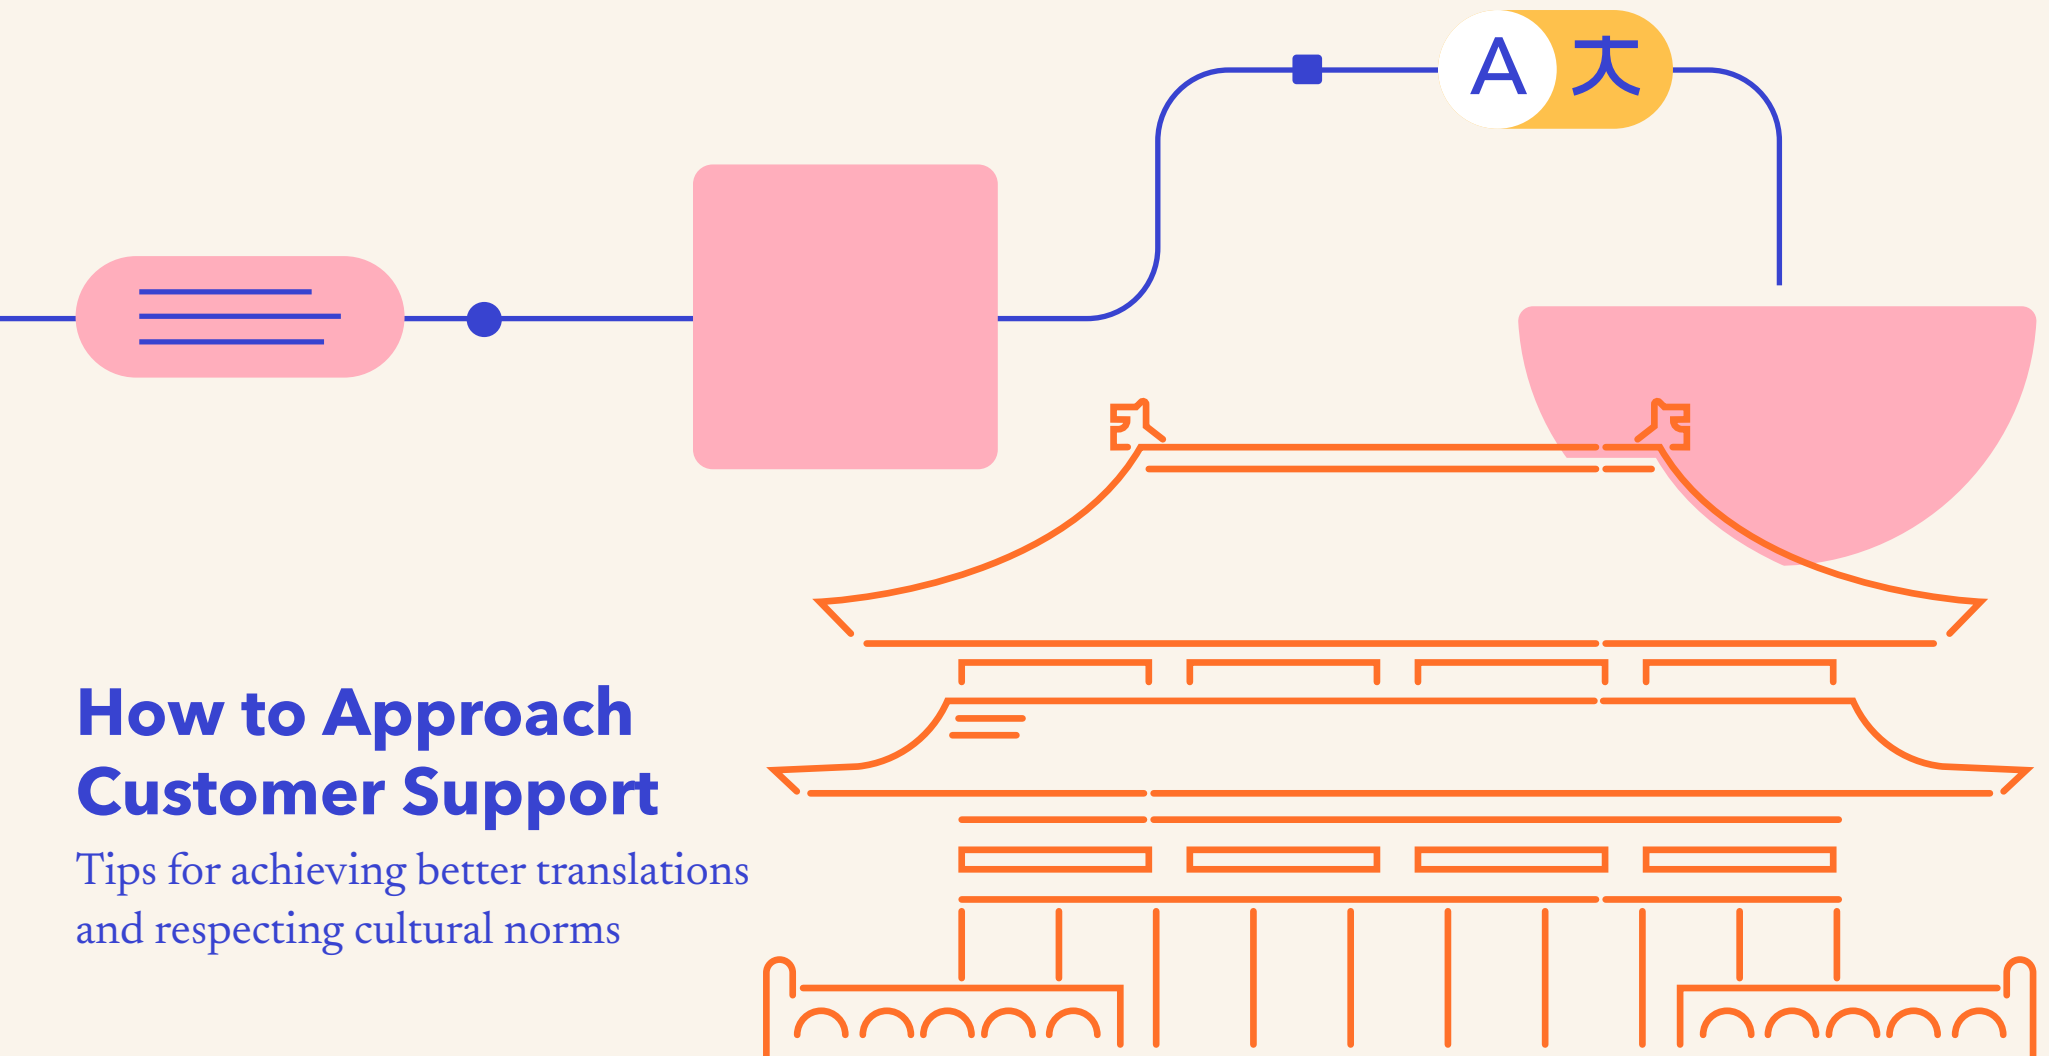 A
How to Approach
Customer Support
Tips for achieving better translations
and respecting cultural norms